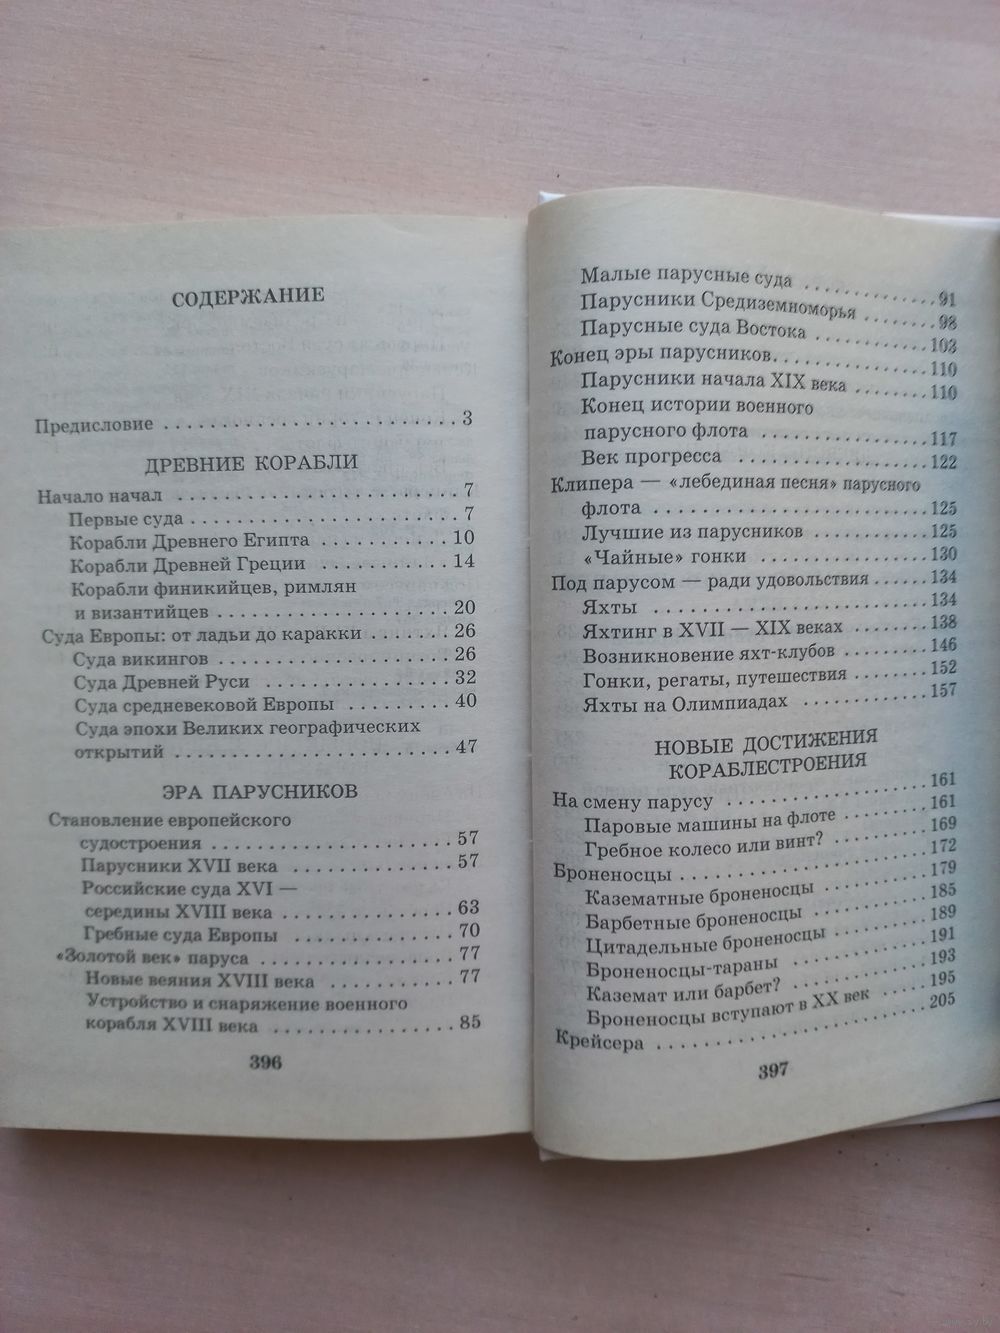 СОДЕРЖАНИЕ
Предисловие . . . . . . . . . . . . . . . . . . . . . . . . 3
ДРЕВНИЕ КОРАБЛИ
Начало начал . . . . . . . . . . . . . . . . . . . . . . . 7
Первые суда . . . . . . . . . . . . . . . . . . . . . . 7
Корабли Древнего Египта . . . . . . . . . . . 10
Корабли Древней Греции . . . . . . . . . . . 14
Корабли финикийцев, римлян
и византийцев . . . . . . . . . . . . . . . . . . . 20
Суда Европы: от ладьи до каракки . . . . . . . 26
Суда викингов . . . . . . . . . . . . . . . . . . . 26
Суда Древней Руси . . . . . . . . . . . . . . . 32
Суда средневековой Европы . . . . . . . . . 40
Суда эпохи Великих географических
открытий . . . . . . . . . . . . . . . . . . . . . . 47
ЭРА ПАРУСНИКОВ
Становление европейского
судостроения . . . . . . . . . . . . . . . . . . . 57
Парусники XVII века . . . . . . . . . . . . . 57
Российские суда XVI —
середины XVIII века . . . . . . . . . . . . . . 63
Гребные суда Европы . . . . . . . . . . . . . 70
«Золотой век» паруса . . . . . . . . . . . . . . . 77
Новые веяния XVIII века . . . . . . . . . . . 77
Устройство и снаряжение военного
корабля XVIII века . . . . . . . . . . . . . . . 85
396
Малые парусные суда . . . . . . . . . . . . . 91
Парусники Средиземноморья . . . . . . . 98
Парусные суда Востока . . . . . . . . . . . 103
Конец эры парусников. . . . . . . . . . . . . . 110
Парусники начала XIX века . . . . . . . . 110
Конец истории военного
парусного флота . . . . . . . . . . . . . . . 117
Век прогресса . . . . . . . . . . . . . . . . . 122
Клипера — «лебединая песня» парусного
флота . . . . . . . . . . . . . . . . . . . . . . . . 125
Лучшие из парусников . . . . . . . . . . . 125
«Чайные» гонки . . . . . . . . . . . . . . . 130
Под парусом — ради удовольствия . . . . . . 134
Яхты . . . . . . . . . . . . . . . . . . . . . . . . 134
Яхтинг в XVII — XIX веках . . . . . . . . 138
Возникновение яхт-клубов . . . . . . . . . 146
Гонки, регаты, путешествия . . . . . . . . 152
Яхты на Олимпиадах . . . . . . . . . . . . 157
НОВЫЕ ДОСТИЖЕНИЯ
КОРАБЛЕСТРОЕНИЯ
На смену парусу . . . . . . . . . . . . . . . . . 161
Паровые машины на флоте . . . . . . . . . 161
Гребное колесо или винт? . . . . . . . . . . 169
Броненосцы . . . . . . . . . . . . . . . . . . . . 172
Казематные броненосцы . . . . . . . . . . 179
Барбетные броненосцы . . . . . . . . . . . 185
Цитадельные броненосцы . . . . . . . . . 189
Броненосцы-тараны . . . . . . . . . . . . . 191
Каземат или барбет? . . . . . . . . . . . . . 193
Броненосцы вступают в XX век . . . . . . 195
Крейсера . . . . . . . . . . . . . . . . . . . . . . 205
397